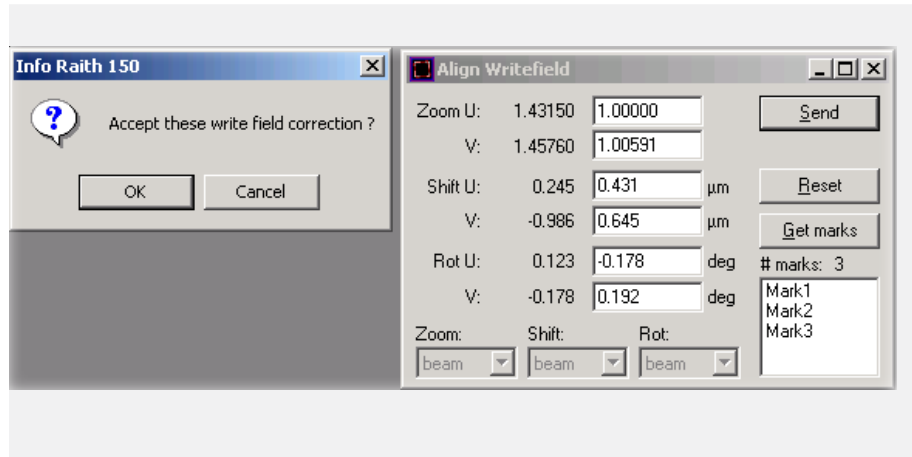 Info Raith 150
Accept these write field correction ?
OK Cancel
Align Writefield
Zoom U: 1.43150 1.00000 Send
V: 1.45760 1.00591
Shift U: 0.245 0.431 µm Reset
V: -0.986 0.645 µm Get marks
Rot U: 0.123 -0.178 deg # marks: 3
V: -0.178 0.192 deg Mark1
Mark2
Zoom: Shift: Rot: Mark3
beam beam beam